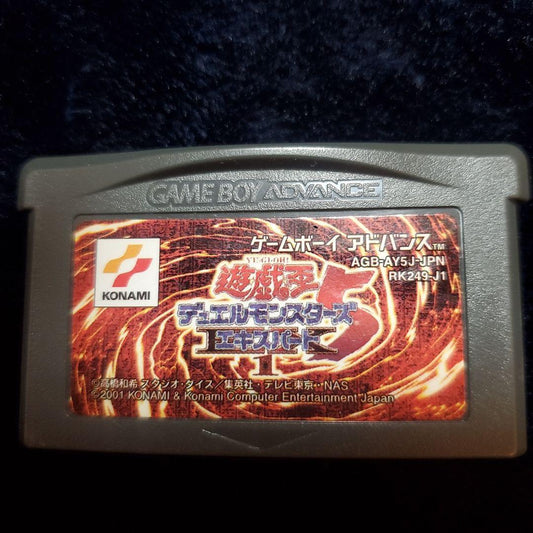 GAME BOY ADVANCE
ゲームボーイ アドバンス™
AGB-AY5J-JPN
RK249-J1
KONAMI
YU-GI-OH!
遊戯王
デュエルモンスターズ5
エキスパート
1
©高橋和希 スタジオ・ダイス／集英社・テレビ東京・NAS
©2001 KONAMI & Konami Computer Entertainment Japan